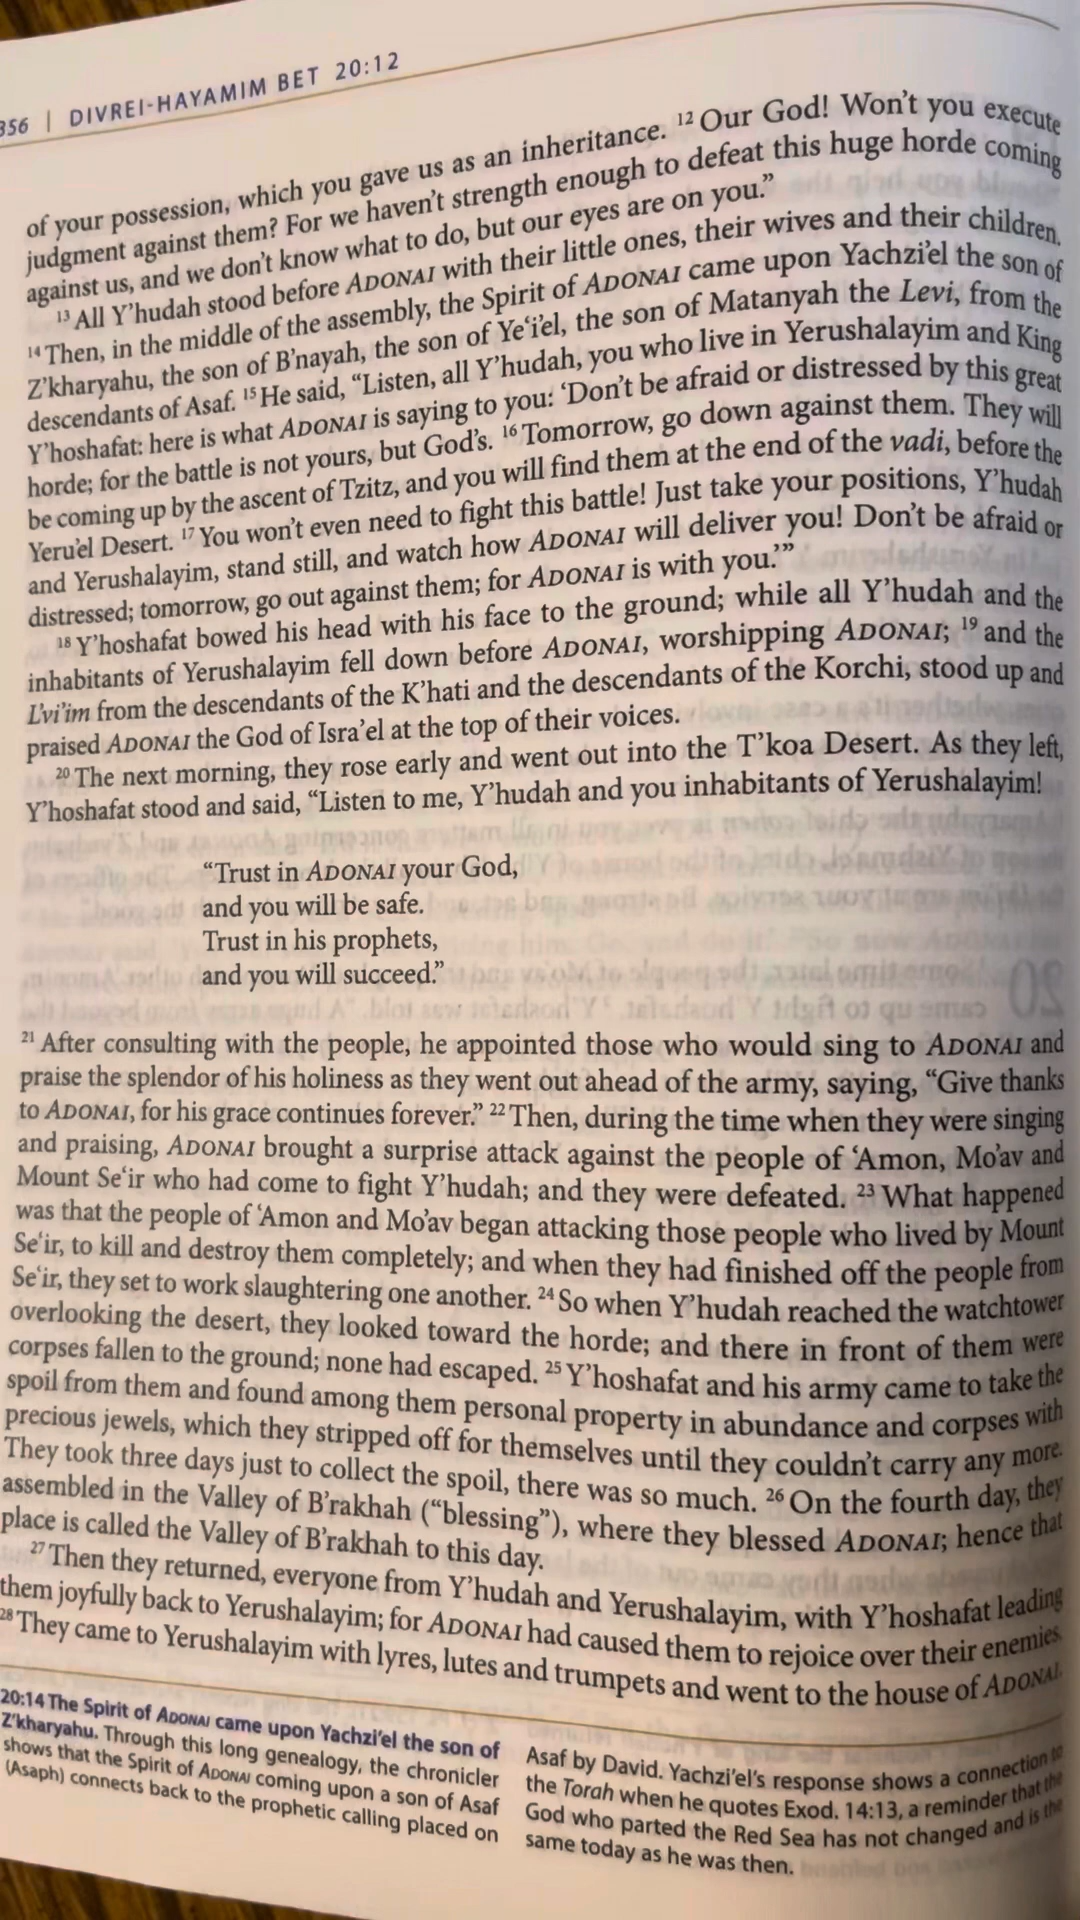 356 | DIVREI-HAYAMIM BET 20:12
of your possession, which you gave us as an inheritance. 12 Our God! Won't you execute
judgment against them? For we haven't strength enough to defeat this huge horde coming
against us, and we don't know what to do, but our eyes are on you.”
13 All Y'hudah stood before ADONAI with their little ones, their wives and their children.
14 Then, in the middle of the assembly, the Spirit of ADONAI came upon Yachzi'el the son of
Z'kharyahu, the son of B'nayah, the son of Ye‘i'el, the son of Matanyah the Levi, from the
descendants of Asaf. 15 He said, “Listen, all Y'hudah, you who live in Yerushalayim and King
Y'hoshafat: here is what ADONAI is saying to you: ‘Don't be afraid or distressed by this great
horde; for the battle is not yours, but God's. 16 Tomorrow, go down against them. They will
be coming up by the ascent of Tzitz, and you will find them at the end of the vadi, before the
Yeru'el Desert. 17 You won't even need to fight this battle! Just take your positions, Y'hudah
and Yerushalayim, stand still, and watch how ADONAI will deliver you! Don't be afraid or
distressed; tomorrow, go out against them; for ADONAI is with you.’”
18 Y'hoshafat bowed his head with his face to the ground; while all Y'hudah and the
inhabitants of Yerushalayim fell down before ADONAI, worshipping ADONAI; 19 and the
L'vi'im from the descendants of the K'hati and the descendants of the Korchi, stood up and
praised ADONAI the God of Isra'el at the top of their voices.
20 The next morning, they rose early and went out into the T'koa Desert. As they left,
Y'hoshafat stood and said, “Listen to me, Y'hudah and you inhabitants of Yerushalayim!
“Trust in ADONAI your God,
and you will be safe.
Trust in his prophets,
and you will succeed.”
21 After consulting with the people, he appointed those who would sing to ADONAI and
praise the splendor of his holiness as they went out ahead of the army, saying, “Give thanks
to ADONAI, for his grace continues forever.” 22 Then, during the time when they were singing
and praising, ADONAI brought a surprise attack against the people of ‘Amon, Mo'av and
Mount Se‘ir who had come to fight Y'hudah; and they were defeated. 23 What happened
was that the people of ‘Amon and Mo'av began attacking those people who lived by Mount
Se‘ir, to kill and destroy them completely; and when they had finished off the people from
Se‘ir, they set to work slaughtering one another. 24 So when Y'hudah reached the watchtower
overlooking the desert, they looked toward the horde; and there in front of them were
corpses fallen to the ground; none had escaped. 25 Y'hoshafat and his army came to take the
spoil from them and found among them personal property in abundance and corpses with
precious jewels, which they stripped off for themselves until they couldn't carry any more.
They took three days just to collect the spoil, there was so much. 26 On the fourth day, they
assembled in the Valley of B'rakhah (“blessing”), where they blessed ADONAI; hence that
place is called the Valley of B'rakhah to this day.
27 Then they returned, everyone from Y'hudah and Yerushalayim, with Y'hoshafat leading
them joyfully back to Yerushalayim; for ADONAI had caused them to rejoice over their enemies.
28 They came to Yerushalayim with lyres, lutes and trumpets and went to the house of ADONAI.
20:14 The Spirit of ADONAI came upon Yachzi'el the son of
Z'kharyahu. Through this long genealogy, the chronicler
shows that the Spirit of ADONAI coming upon a son of Asaf
(Asaph) connects back to the prophetic calling placed on
Asaf by David. Yachzi'el's response shows a connection to
the Torah when he quotes Exod. 14:13, a reminder that the
God who parted the Red Sea has not changed and is the
same today as he was then.